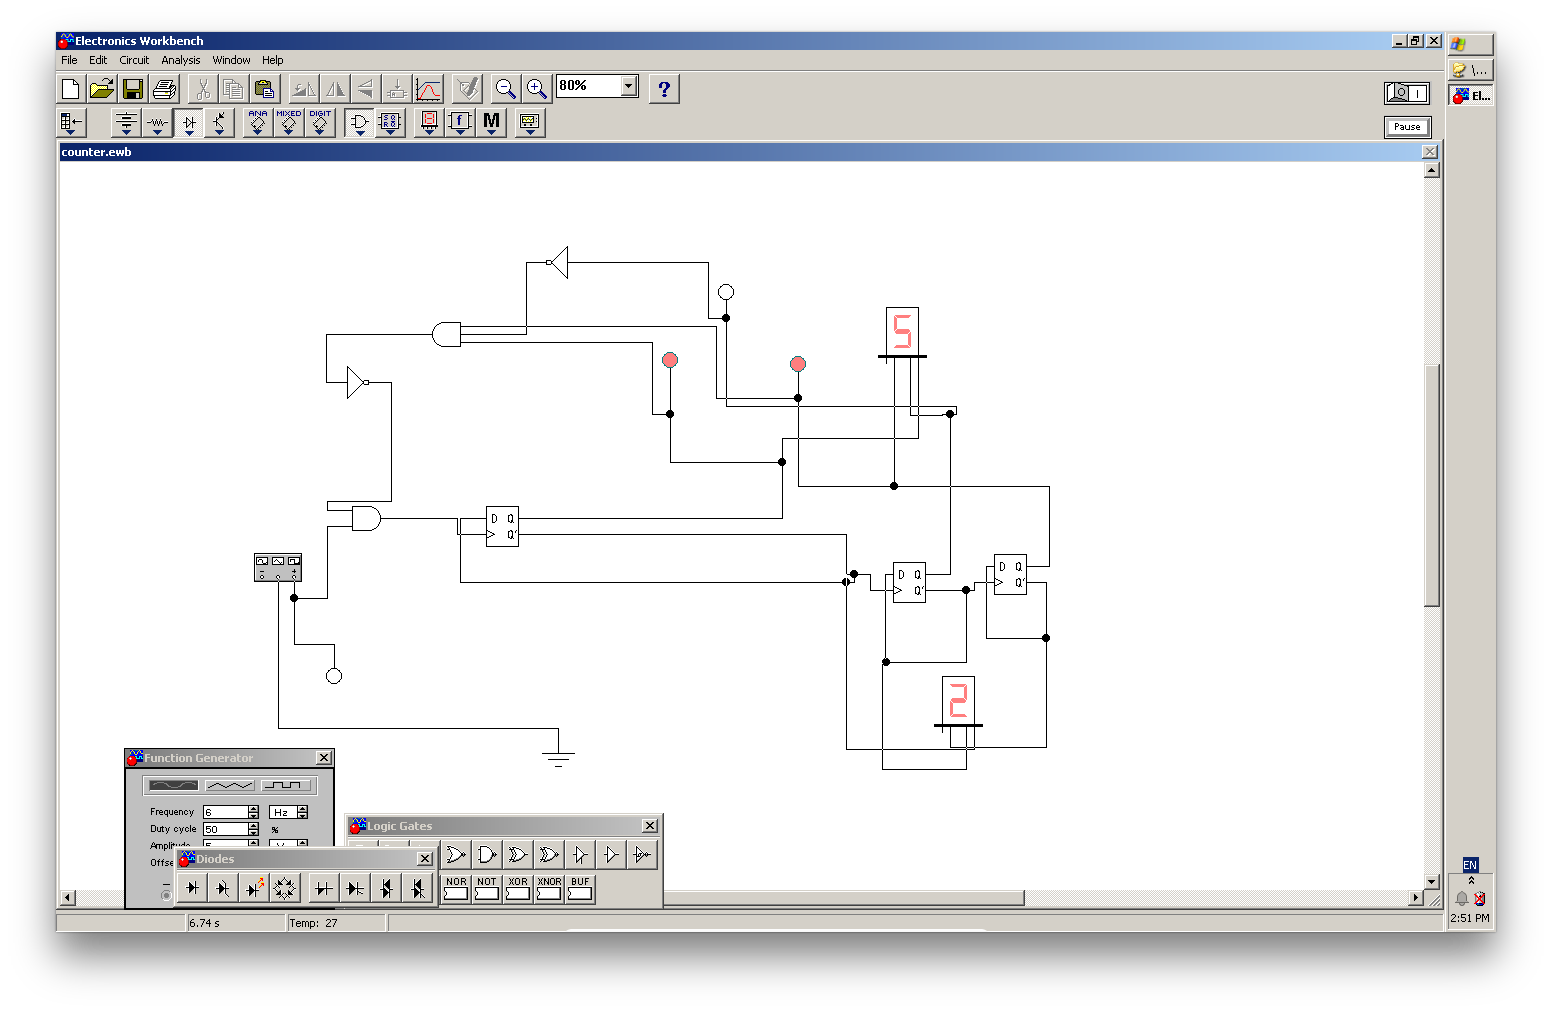 Electronics Workbench
File Edit Circuit Analysis Window Help
80%
?
\...
El...
ANA MIXED DIGIT
S Q
R Q
f
M
I
Pause
counter.ewb
5
D Q
Q'
D Q
Q'
D Q
Q'
2
Function Generator
Frequency 6 Hz
Duty cycle 50 %
Offse
Logic Gates
Diodes
NOR NOT XOR XNOR BUF
6.74 s
Temp: 27
EN
2:51 PM